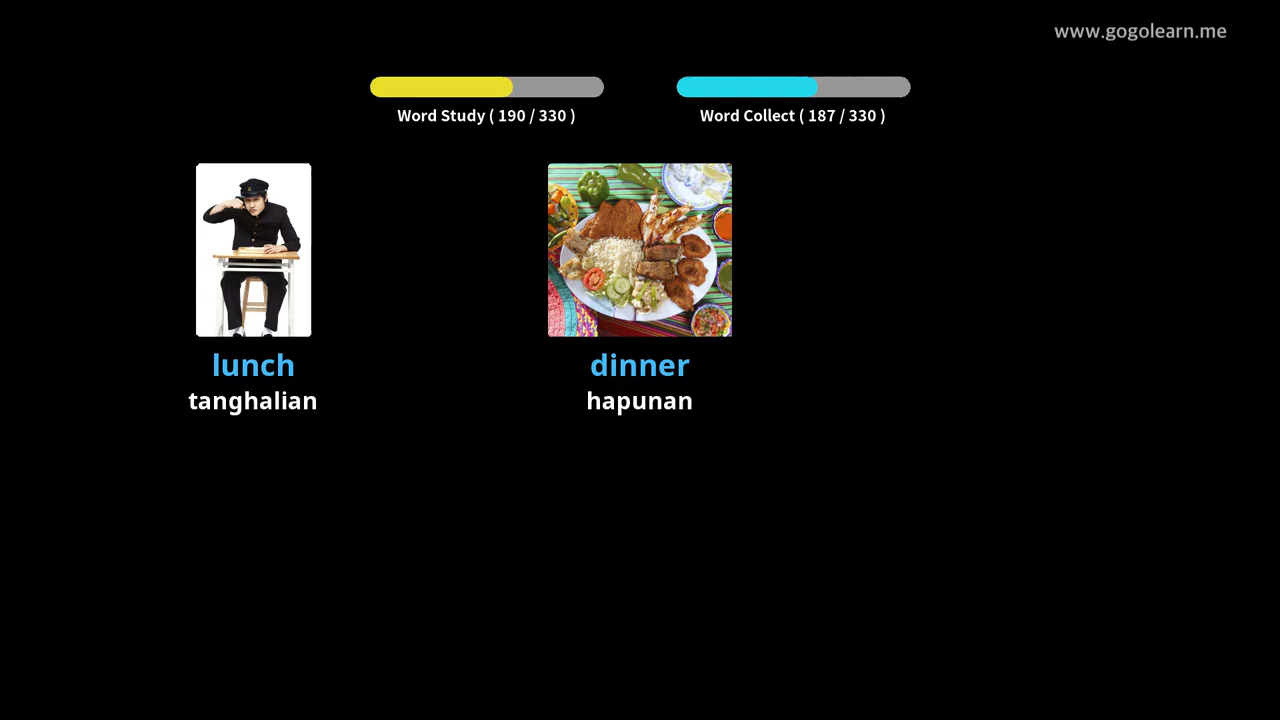 www.gogolearn.me
Word Study ( 190 / 330 )
Word Collect ( 187 / 330 )
lunch
tanghalian
dinner
hapunan